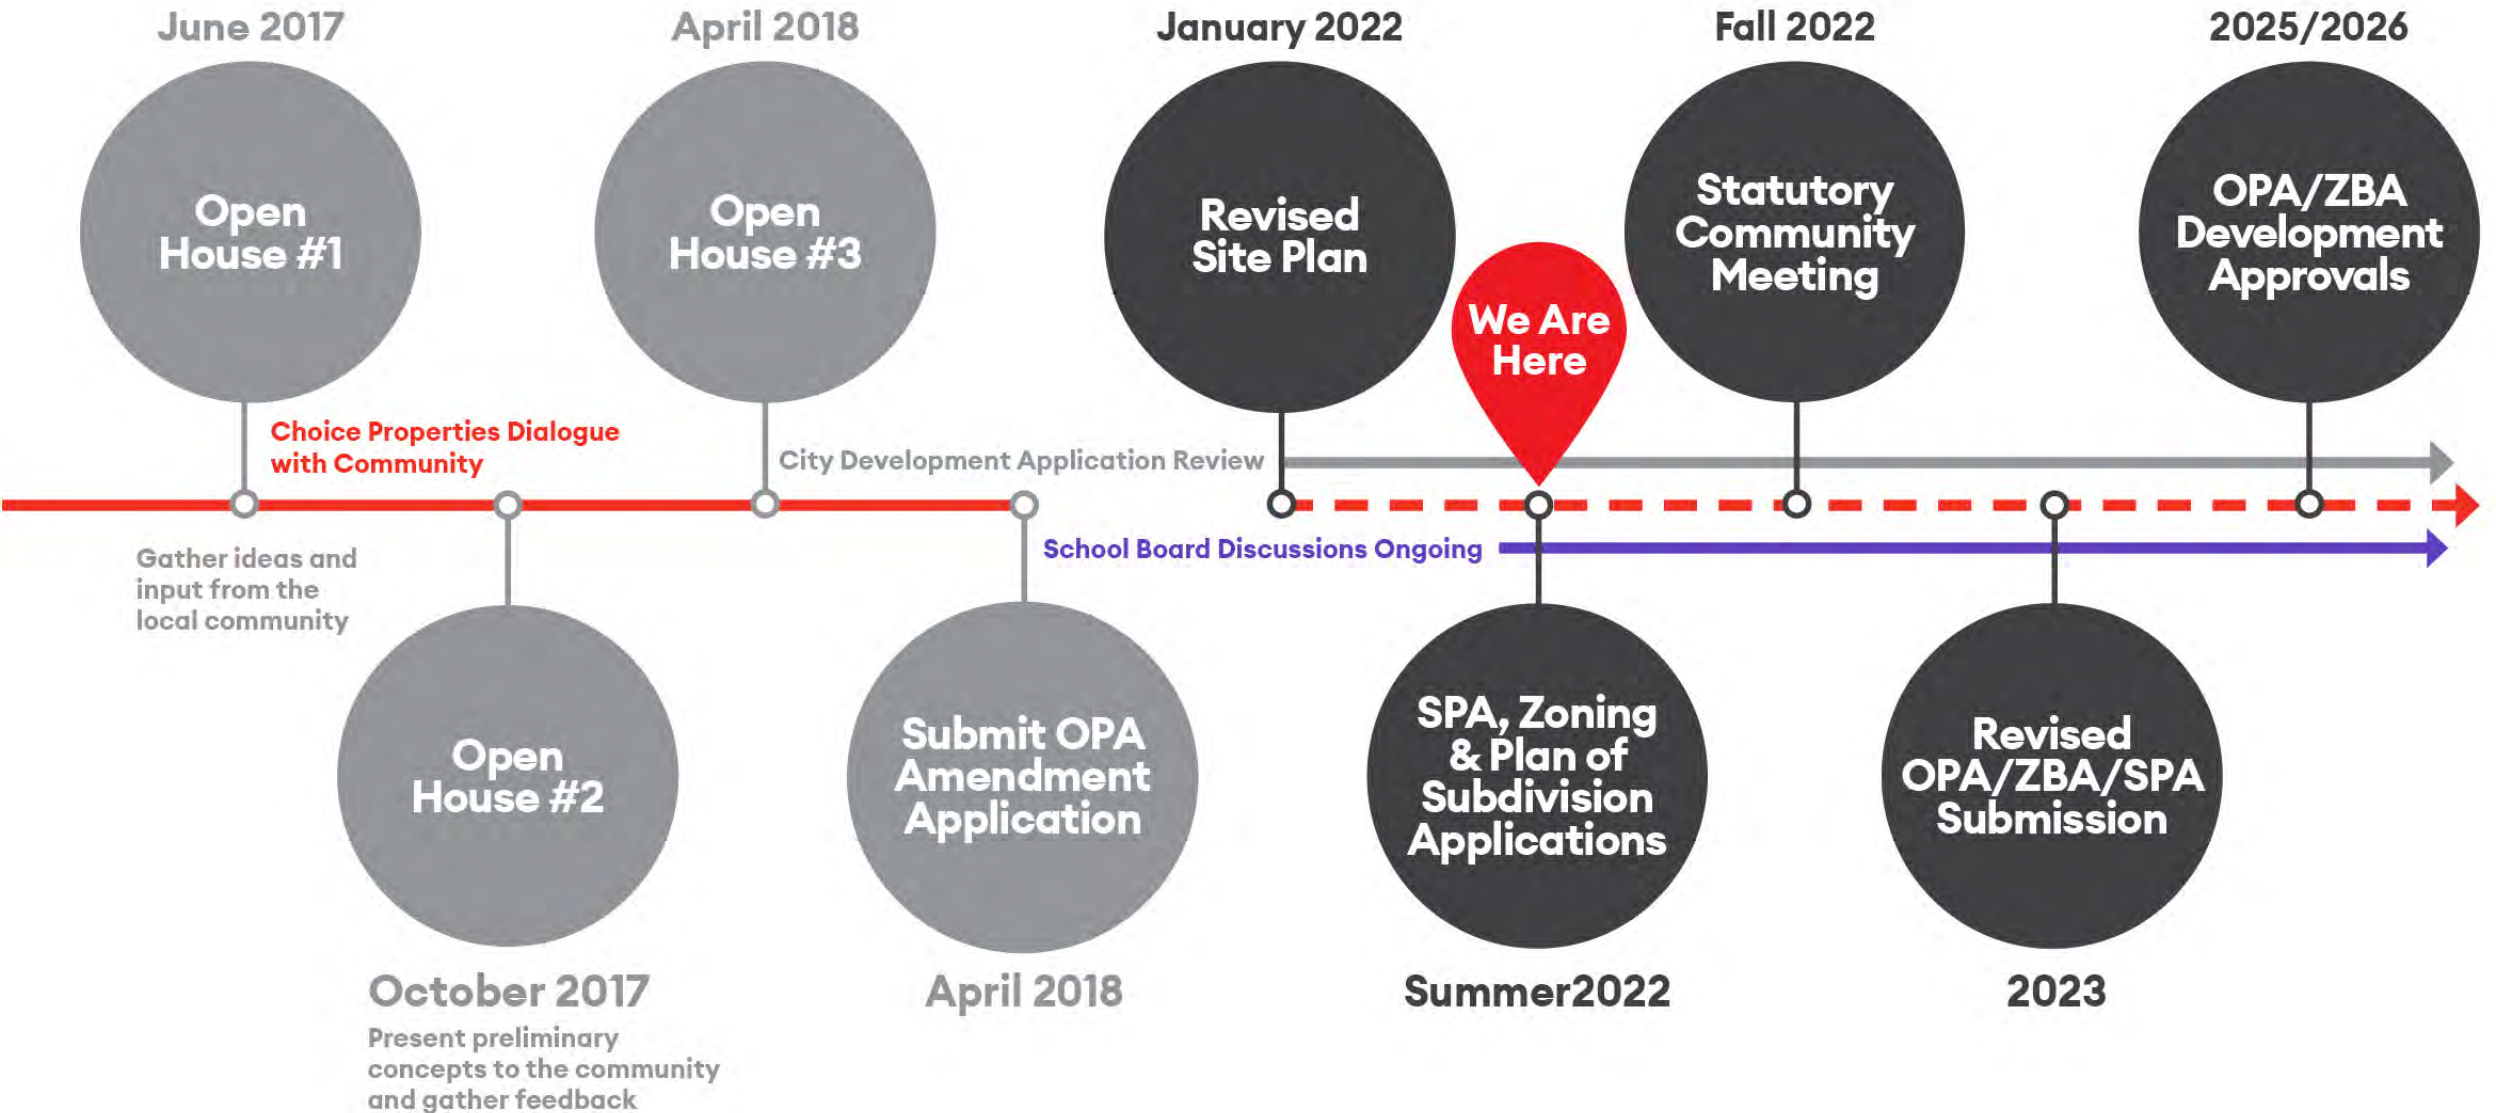 June 2017
April 2018
January 2022
Fall 2022
2025/2026
Open
House #1
Open
House #3
Revised
Site Plan
We Are
Here
Statutory
Community
Meeting
OPA/ZBA
Development
Approvals
Choice Properties Dialogue
with Community
City Development Application Review
School Board Discussions Ongoing
Gather ideas and
input from the
local community
Open
House #2
Submit OPA
Amendment
Application
SPA, Zoning
& Plan of
Subdivision
Applications
Revised
OPA/ZBA/SPA
Submission
October 2017
Present preliminary
concepts to the community
and gather feedback
April 2018
Summer2022
2023